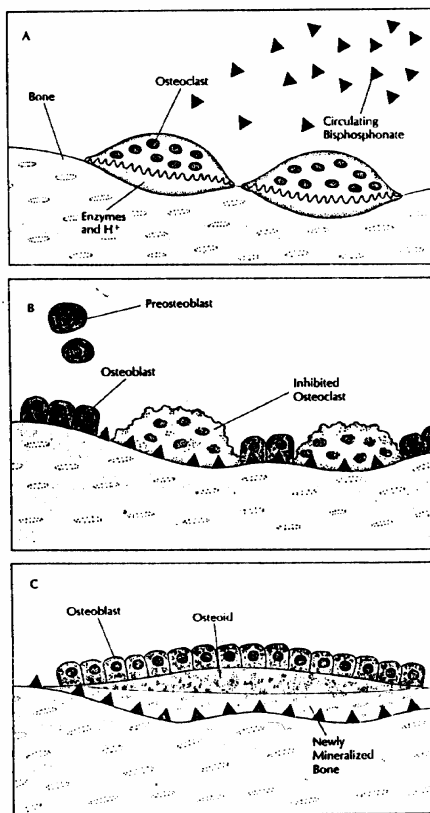 A
Osteoclast
Bone
Circulating
Bisphosphonate
Enzymes
and H⁺
B
Preosteoblast
Osteoblast
Inhibited
Osteoclast
C
Osteoblast
Osteoid
Newly
Mineralized
Bone